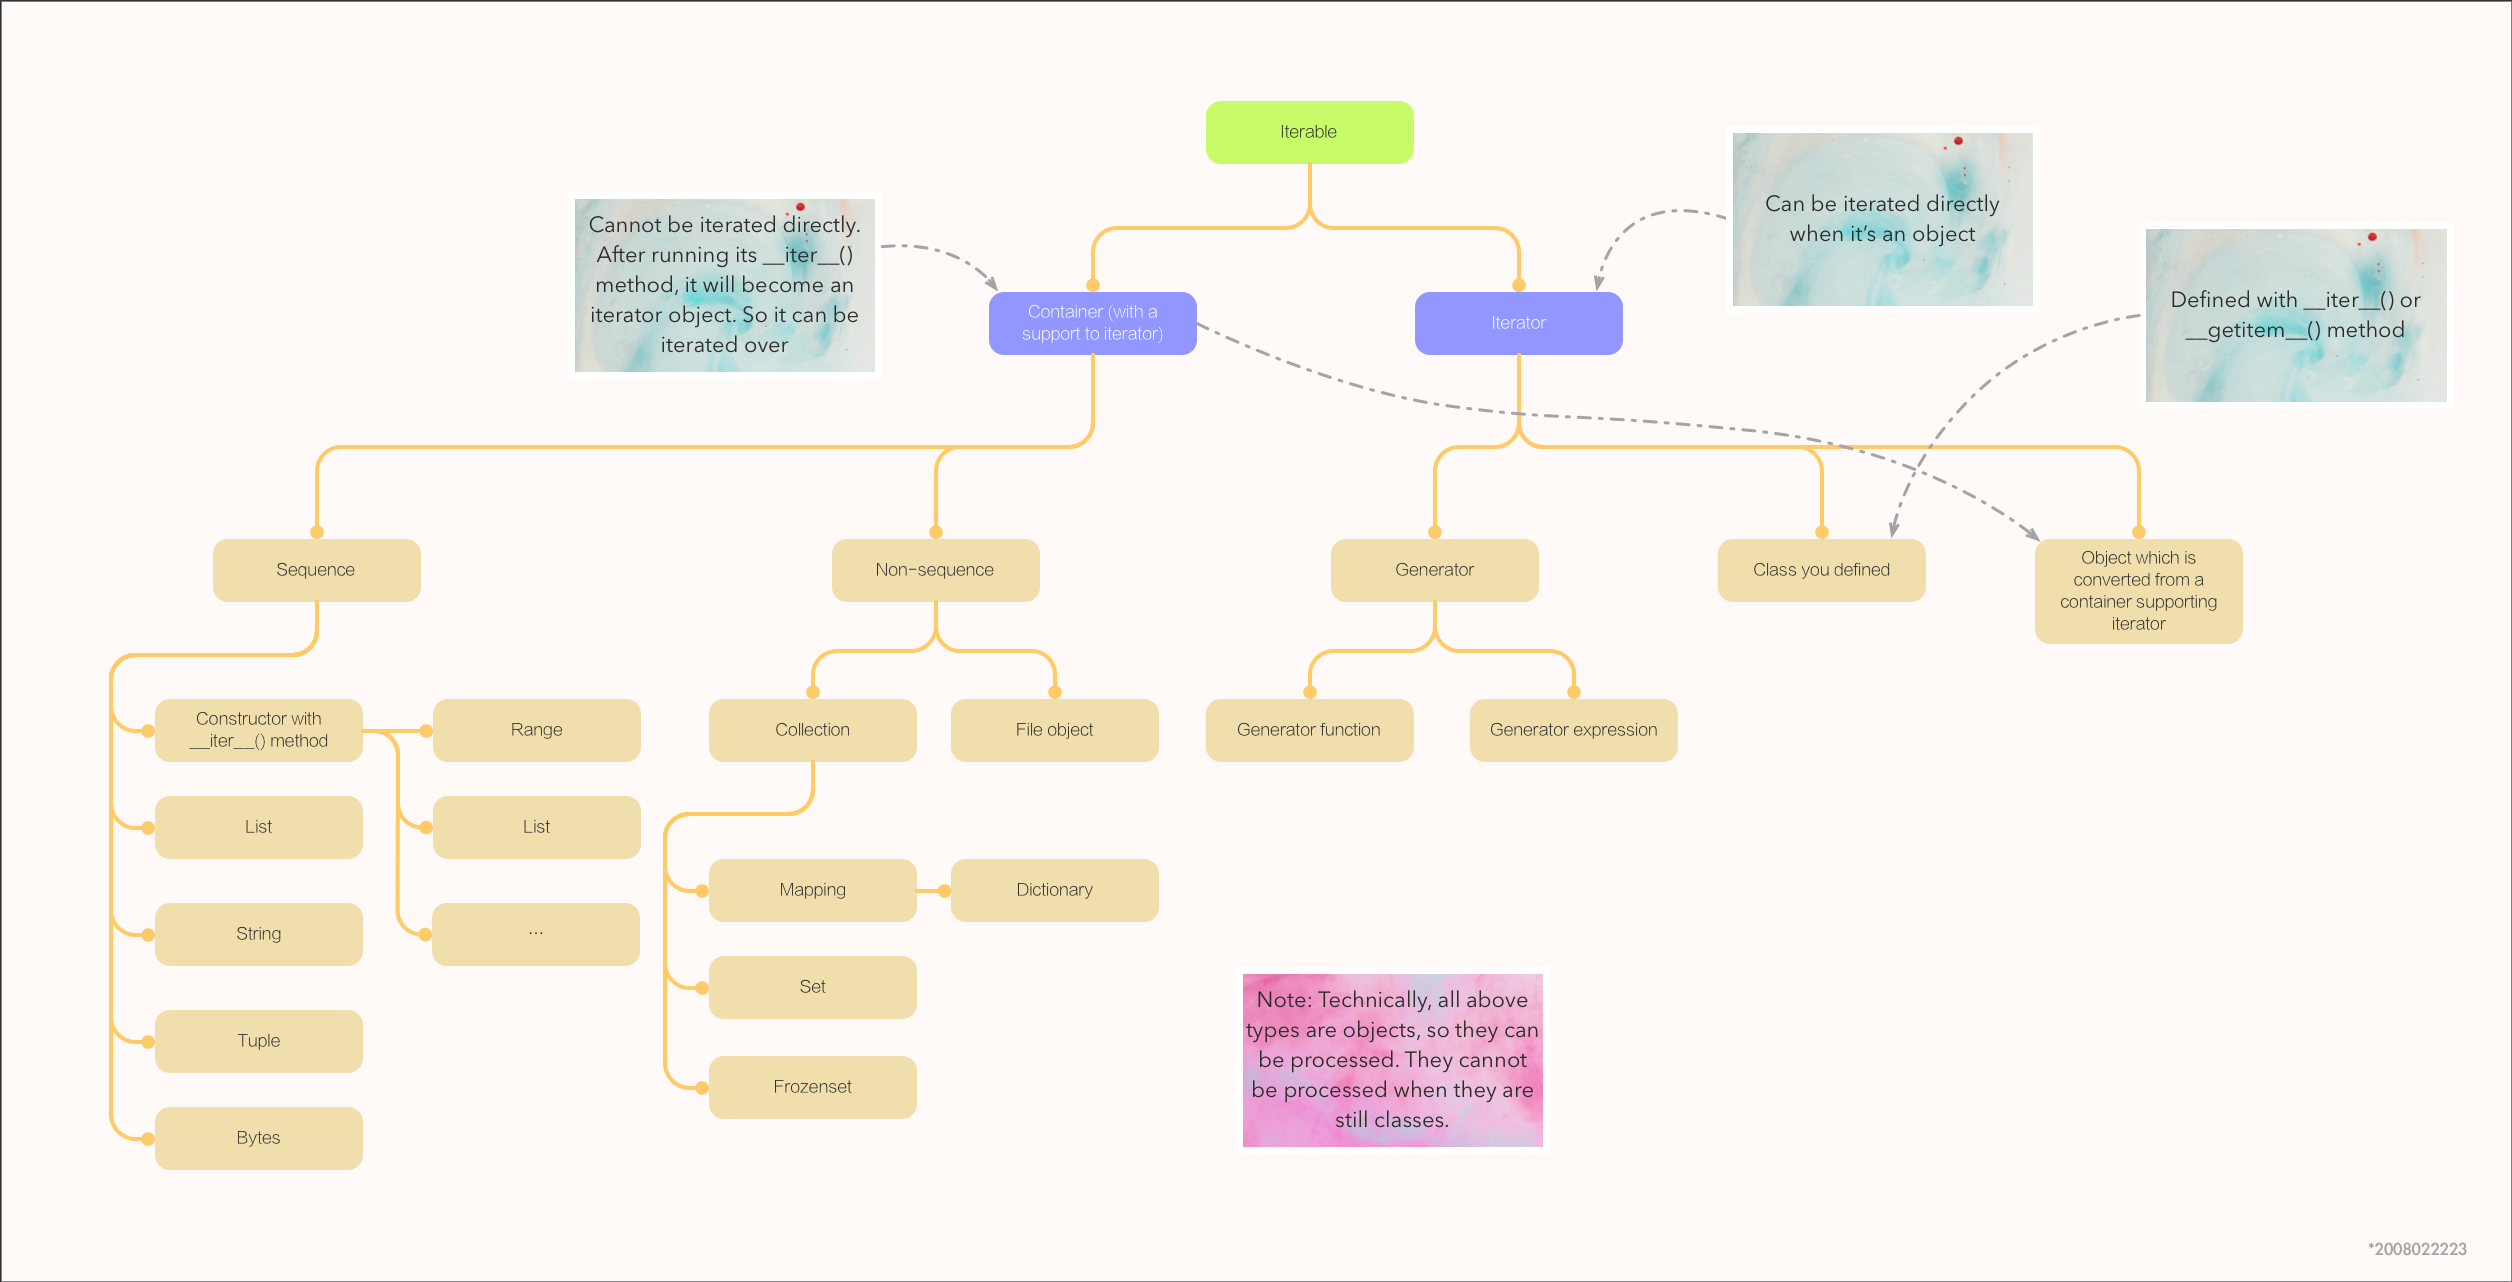 Iterable
Cannot be iterated directly.
After running its __iter__()
method, it will become an
iterator object. So it can be
iterated over
Can be iterated directly
when it’s an object
Defined with __iter__() or
__getitem__() method
Container (with a
support to iterator)
Iterator
Sequence
Non-sequence
Generator
Class you defined
Object which is
converted from a
container supporting
iterator
Constructor with
__iter__() method
Range
Collection
File object
Generator function
Generator expression
List
List
Mapping
Dictionary
String
...
Set
Tuple
Frozenset
Bytes
Note: Technically, all above
types are objects, so they can
be processed. They cannot
be processed when they are
still classes.
*2008022223